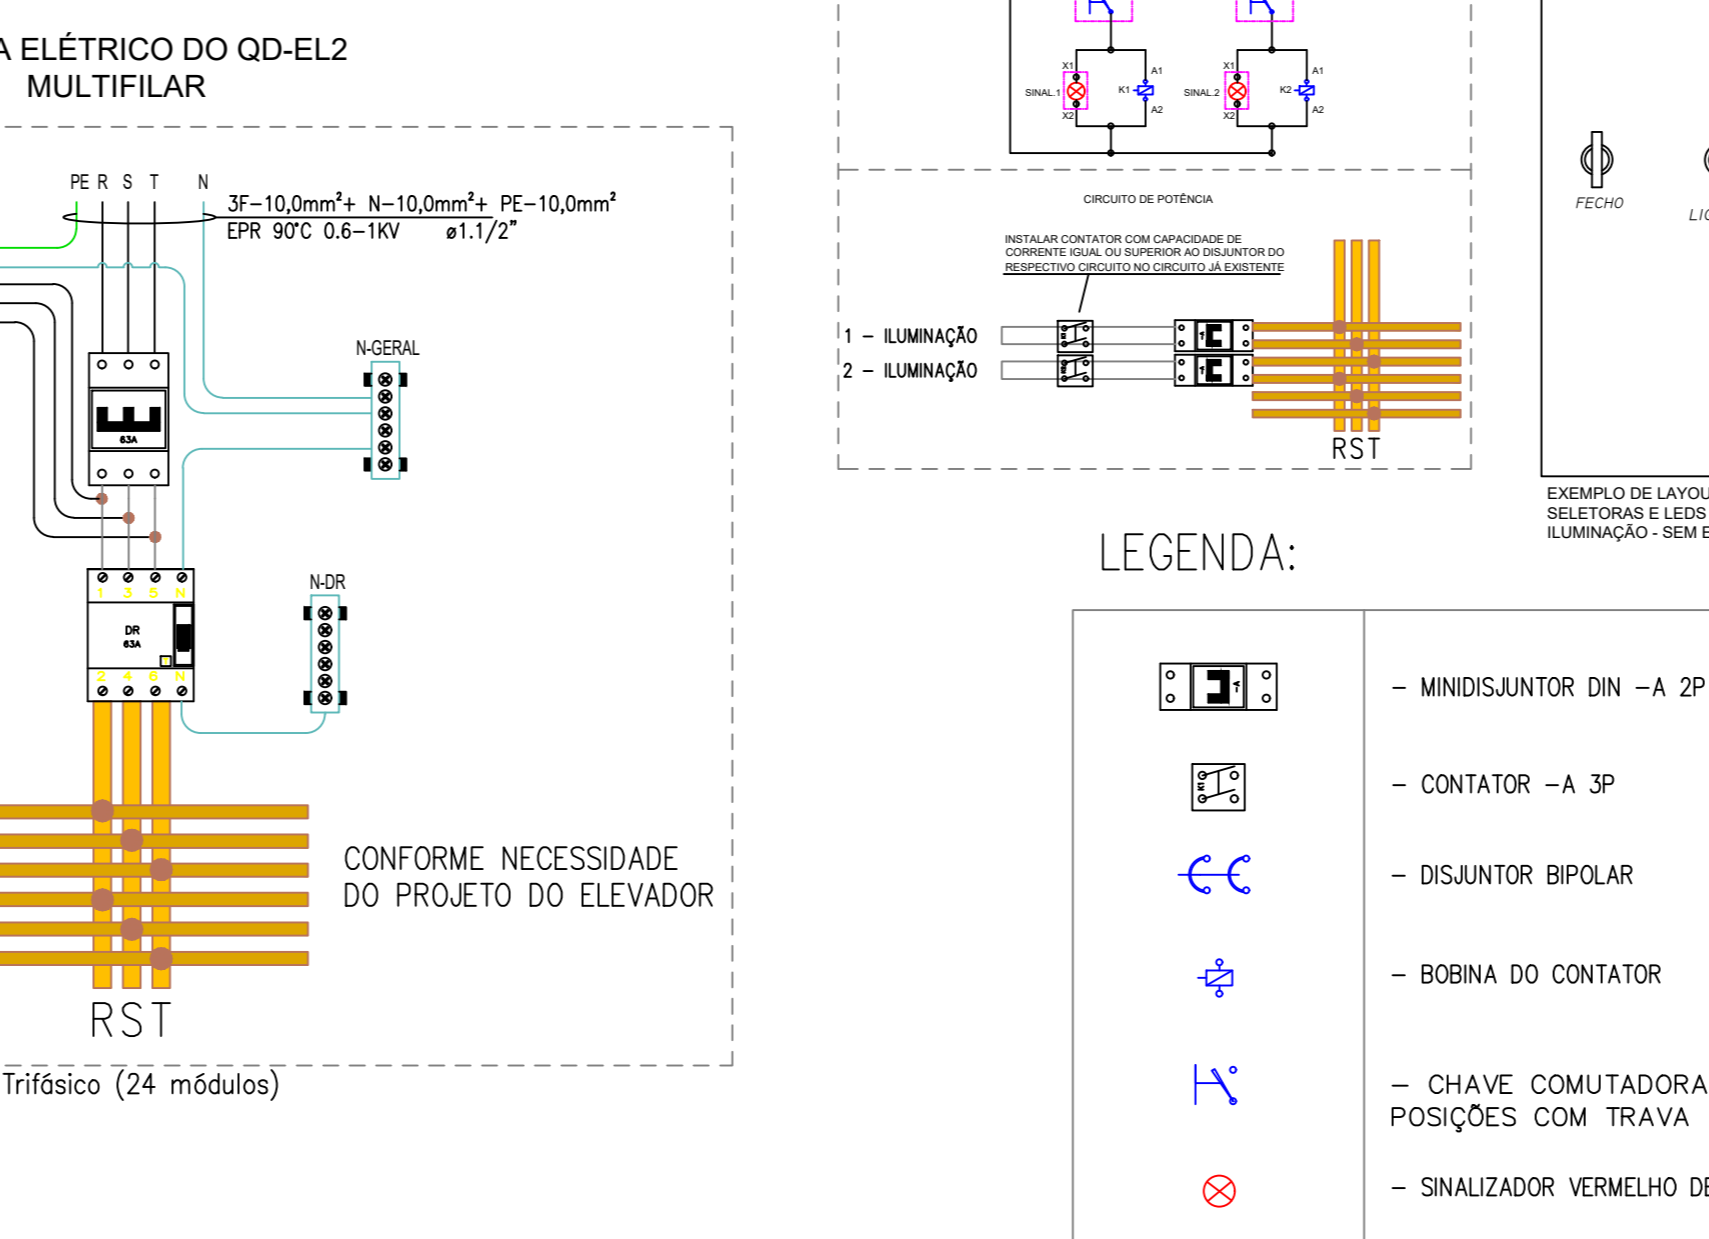 A ELÉTRICO DO QD-EL2
MULTIFILAR
PE R S T N
3F-10,0mm²+ N-10,0mm²+ PE-10,0mm²
EPR 90°C 0.6-1KV ø1.1/2"
N-GERAL
63A
1 3 5 N
DR
63A
2 4 6 N
N-DR
CONFORME NECESSIDADE
DO PROJETO DO ELEVADOR
RST
Trifásico (24 módulos)
X1 A1 X1 A1
SINAL.1 K1 SINAL.2 K2
X2 A2 X2 A2
CIRCUITO DE POTÊNCIA
INSTALAR CONTATOR COM CAPACIDADE DE
CORRENTE IGUAL OU SUPERIOR AO DISJUNTOR DO
RESPECTIVO CIRCUITO NO CIRCUITO JÁ EXISTENTE
1 - ILUMINAÇÃO
2 - ILUMINAÇÃO
RST
FECHO
LIG
EXEMPLO DE LAYOU
SELETORAS E LEDS
ILUMINAÇÃO - SEM E
LEGENDA:
- MINIDISJUNTOR DIN -A 2P
K1
- CONTATOR -A 3P
- DISJUNTOR BIPOLAR
- BOBINA DO CONTATOR
- CHAVE COMUTADORA
POSIÇÕES COM TRAVA
- SINALIZADOR VERMELHO DE